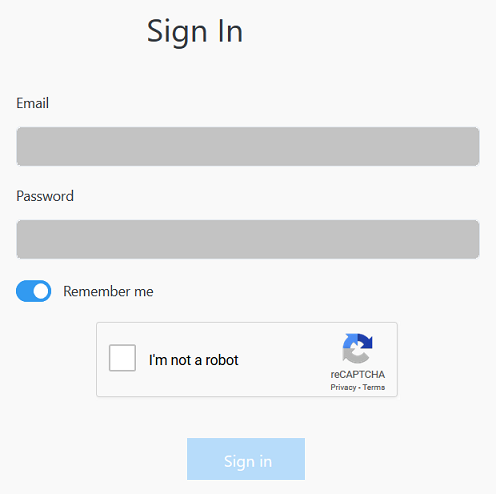 Sign In
Email
Password
Remember me
I'm not a robot
reCAPTCHA
Privacy - Terms
Sign in